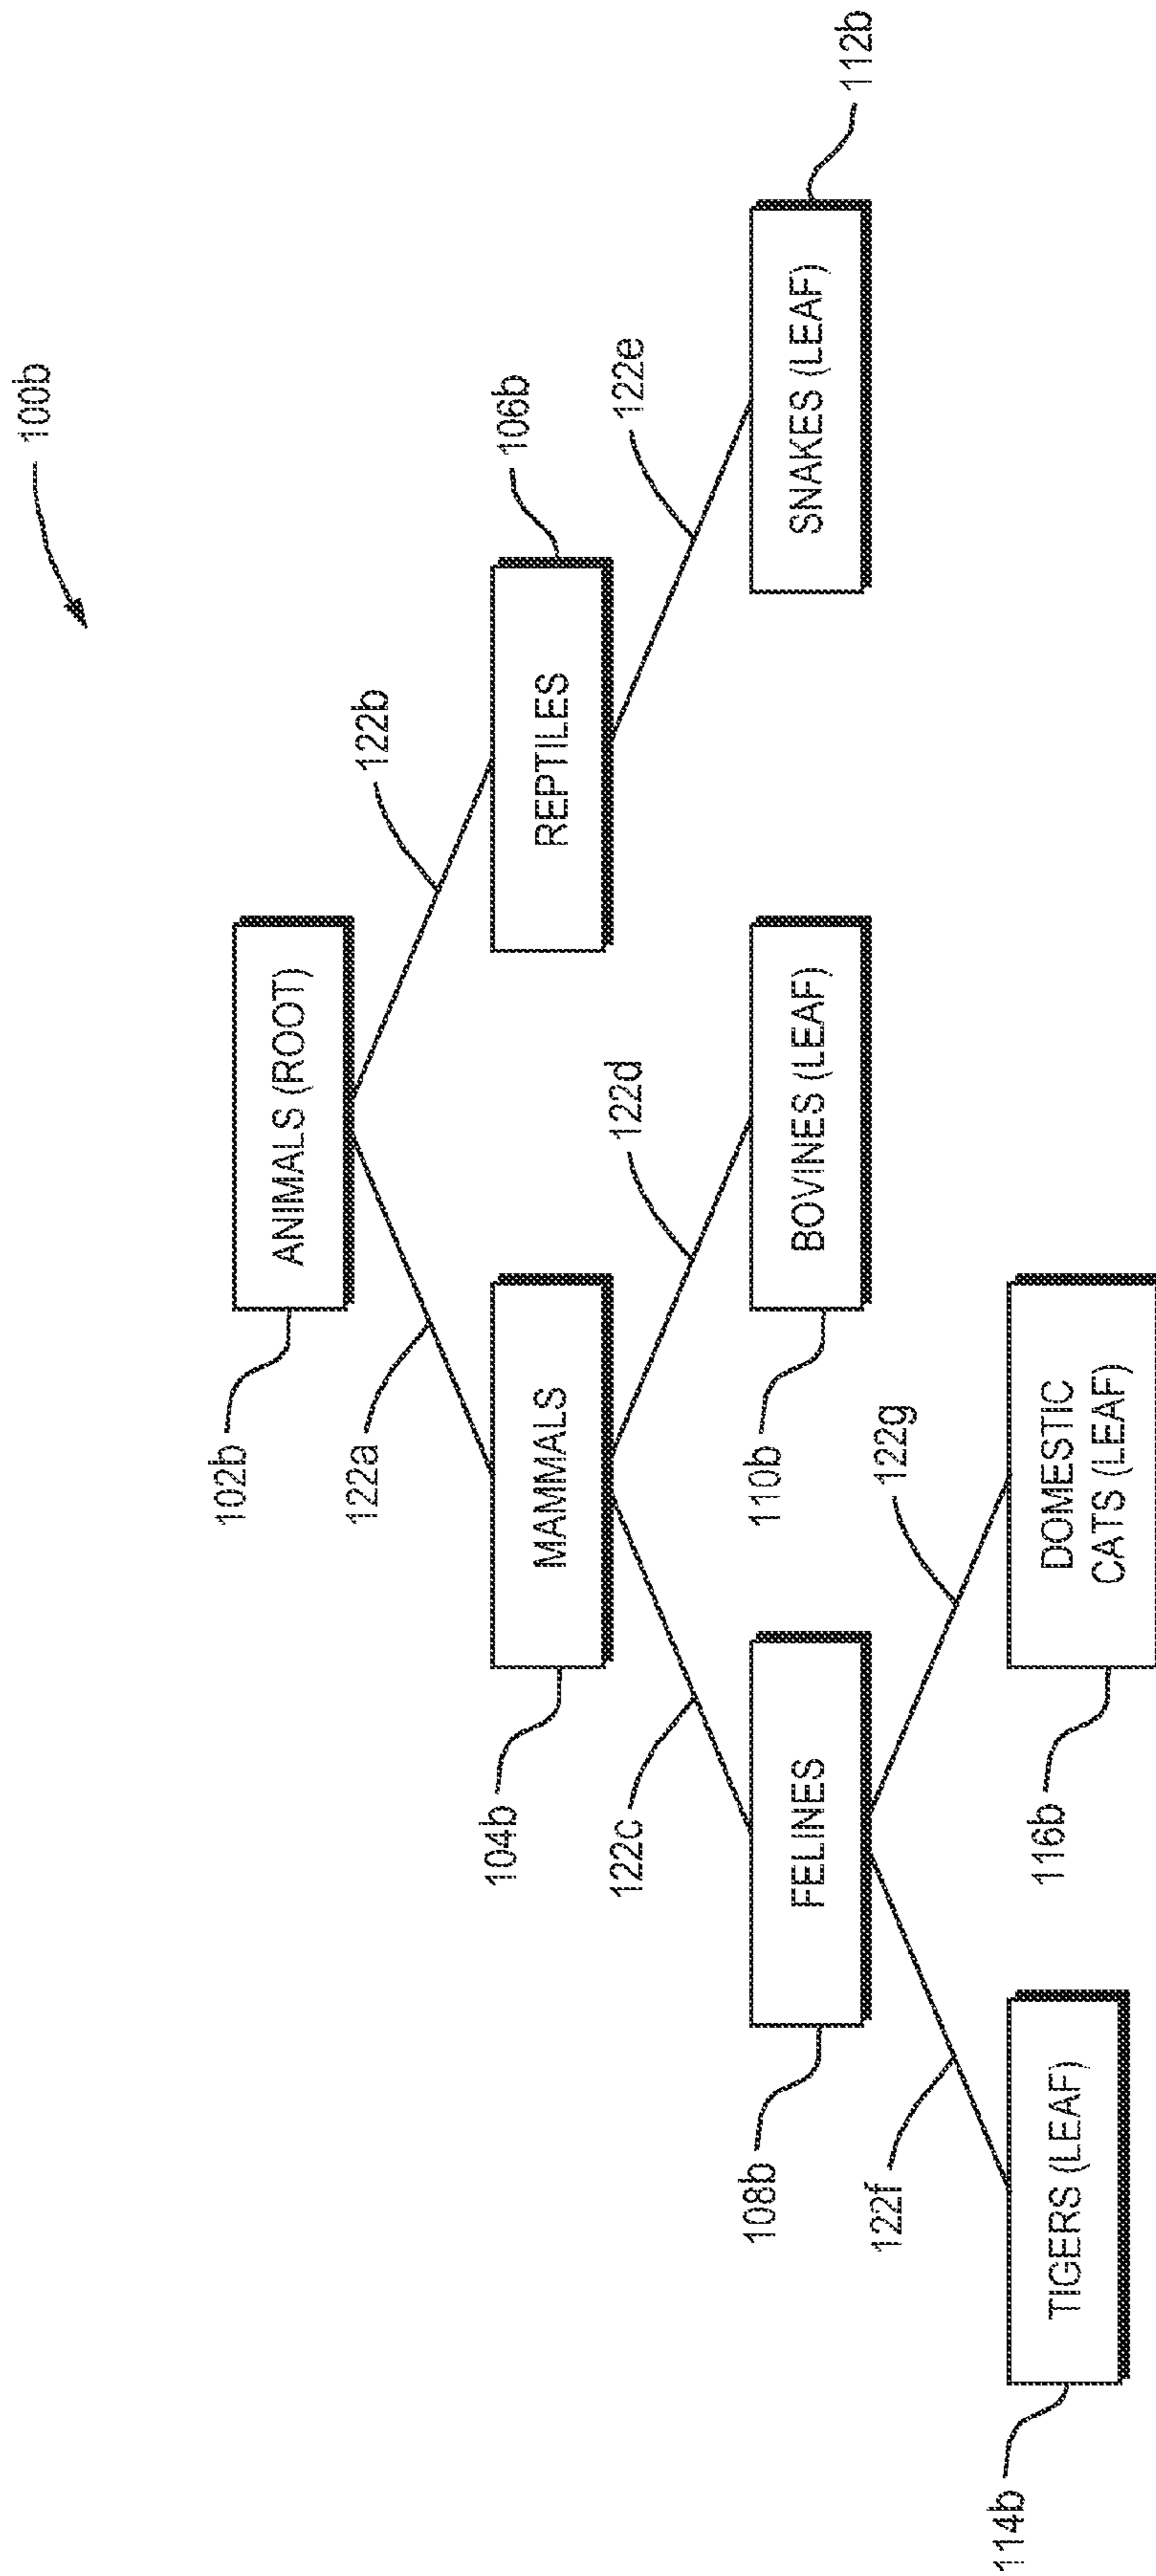 100b
ANIMALS (ROOT)
102b
122a
122b
MAMMALS
104b
REPTILES
106b
122c
122d
122e
FELINES
108b
BOVINES (LEAF)
110b
SNAKES (LEAF)
112b
122f
122g
TIGERS (LEAF)
114b
DOMESTIC
CATS (LEAF)
116b